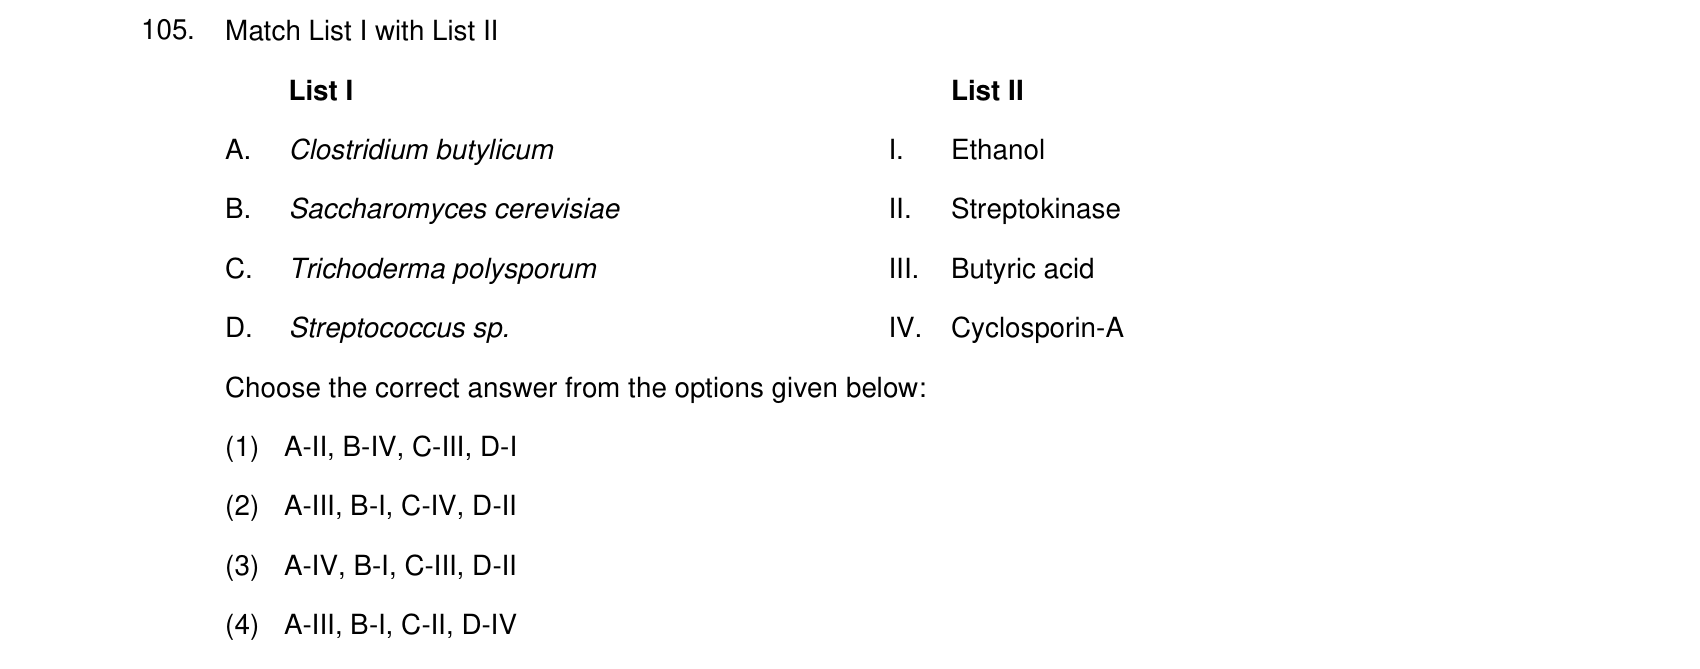 105. Match List I with List II
List I List II
A. Clostridium butylicum I. Ethanol
B. Saccharomyces cerevisiae II. Streptokinase
C. Trichoderma polysporum III. Butyric acid
D. Streptococcus sp. IV. Cyclosporin-A
Choose the correct answer from the options given below:
(1) A-II, B-IV, C-III, D-I
(2) A-III, B-I, C-IV, D-II
(3) A-IV, B-I, C-III, D-II
(4) A-III, B-I, C-II, D-IV